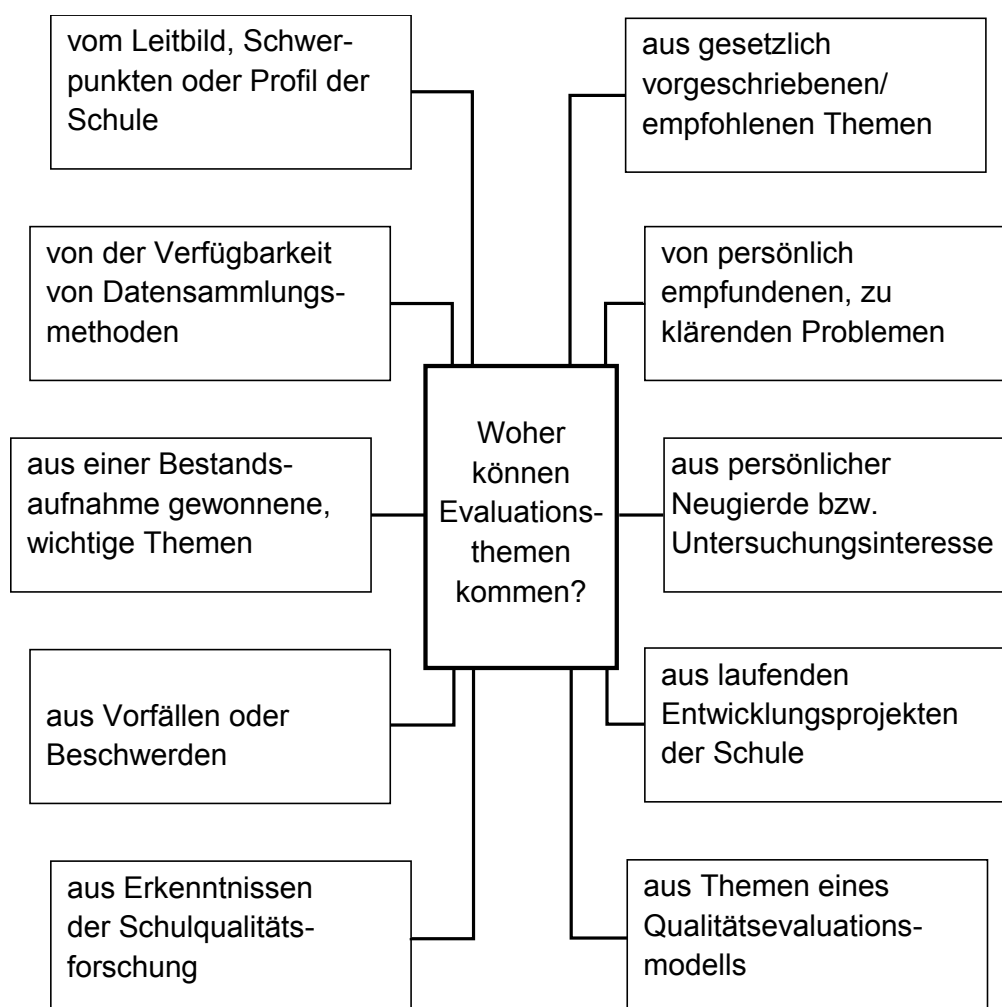 vom Leitbild, Schwer-
punkten oder Profil der
Schule
aus gesetzlich
vorgeschriebenen/
empfohlenen Themen
von der Verfügbarkeit
von Datensammlungs-
methoden
von persönlich
empfundenen, zu
klärenden Problemen
Woher
können
Evaluations-
themen
kommen?
aus einer Bestands-
aufnahme gewonnene,
wichtige Themen
aus persönlicher
Neugierde bzw.
Untersuchungsinteresse
aus Vorfällen oder
Beschwerden
aus laufenden
Entwicklungsprojekten
der Schule
aus Erkenntnissen
der Schulqualitäts-
forschung
aus Themen eines
Qualitätsevaluations-
modells